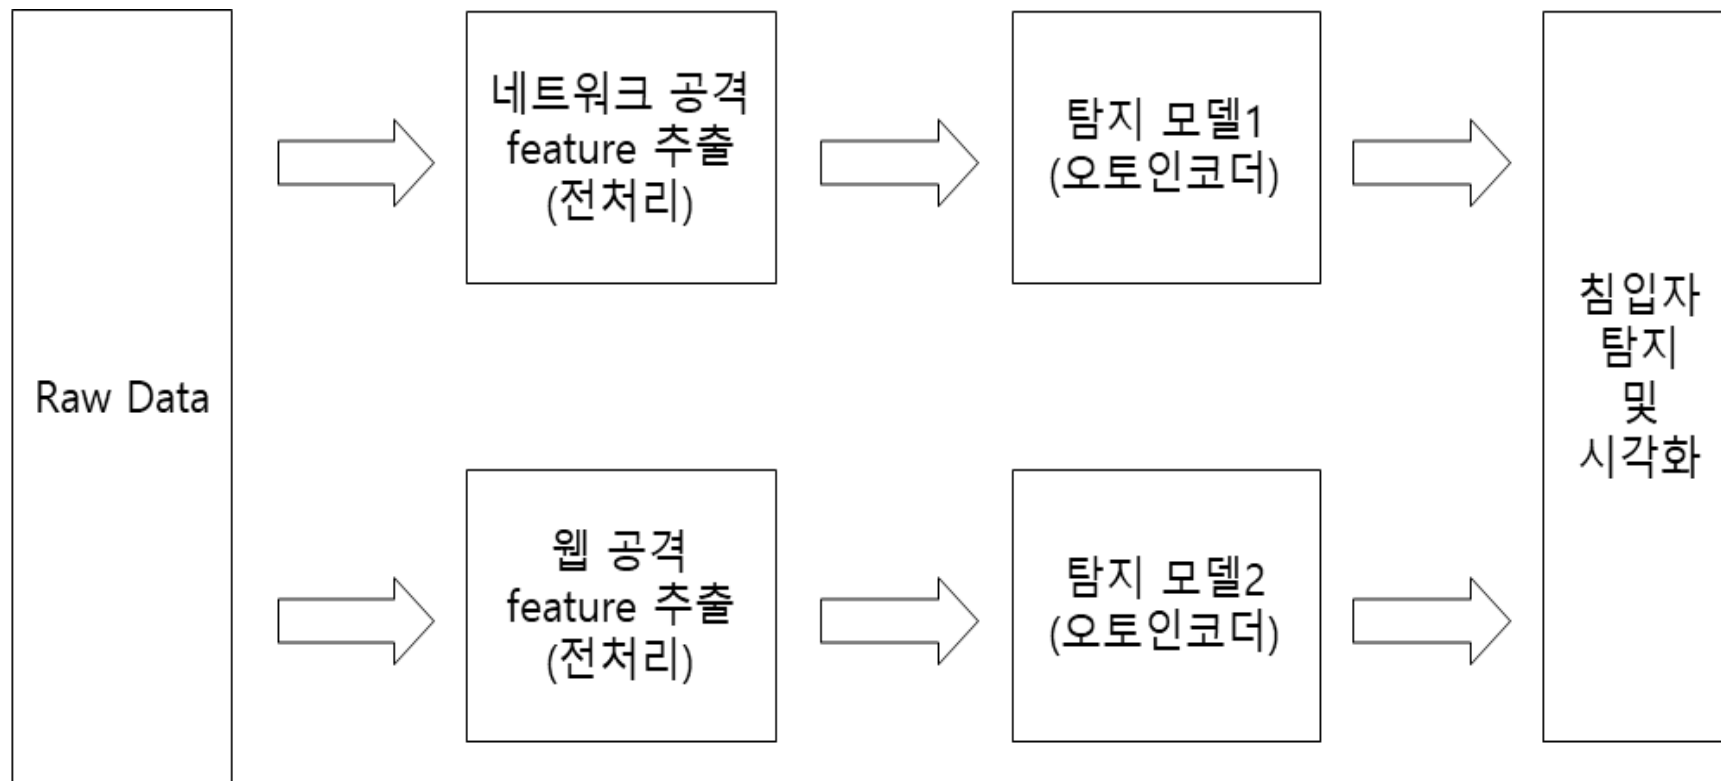 Raw Data
네트워크 공격
feature 추출
(전처리)
탐지 모델1
(오토인코더)
웹 공격
feature 추출
(전처리)
탐지 모델2
(오토인코더)
침입자
탐지
및
시각화